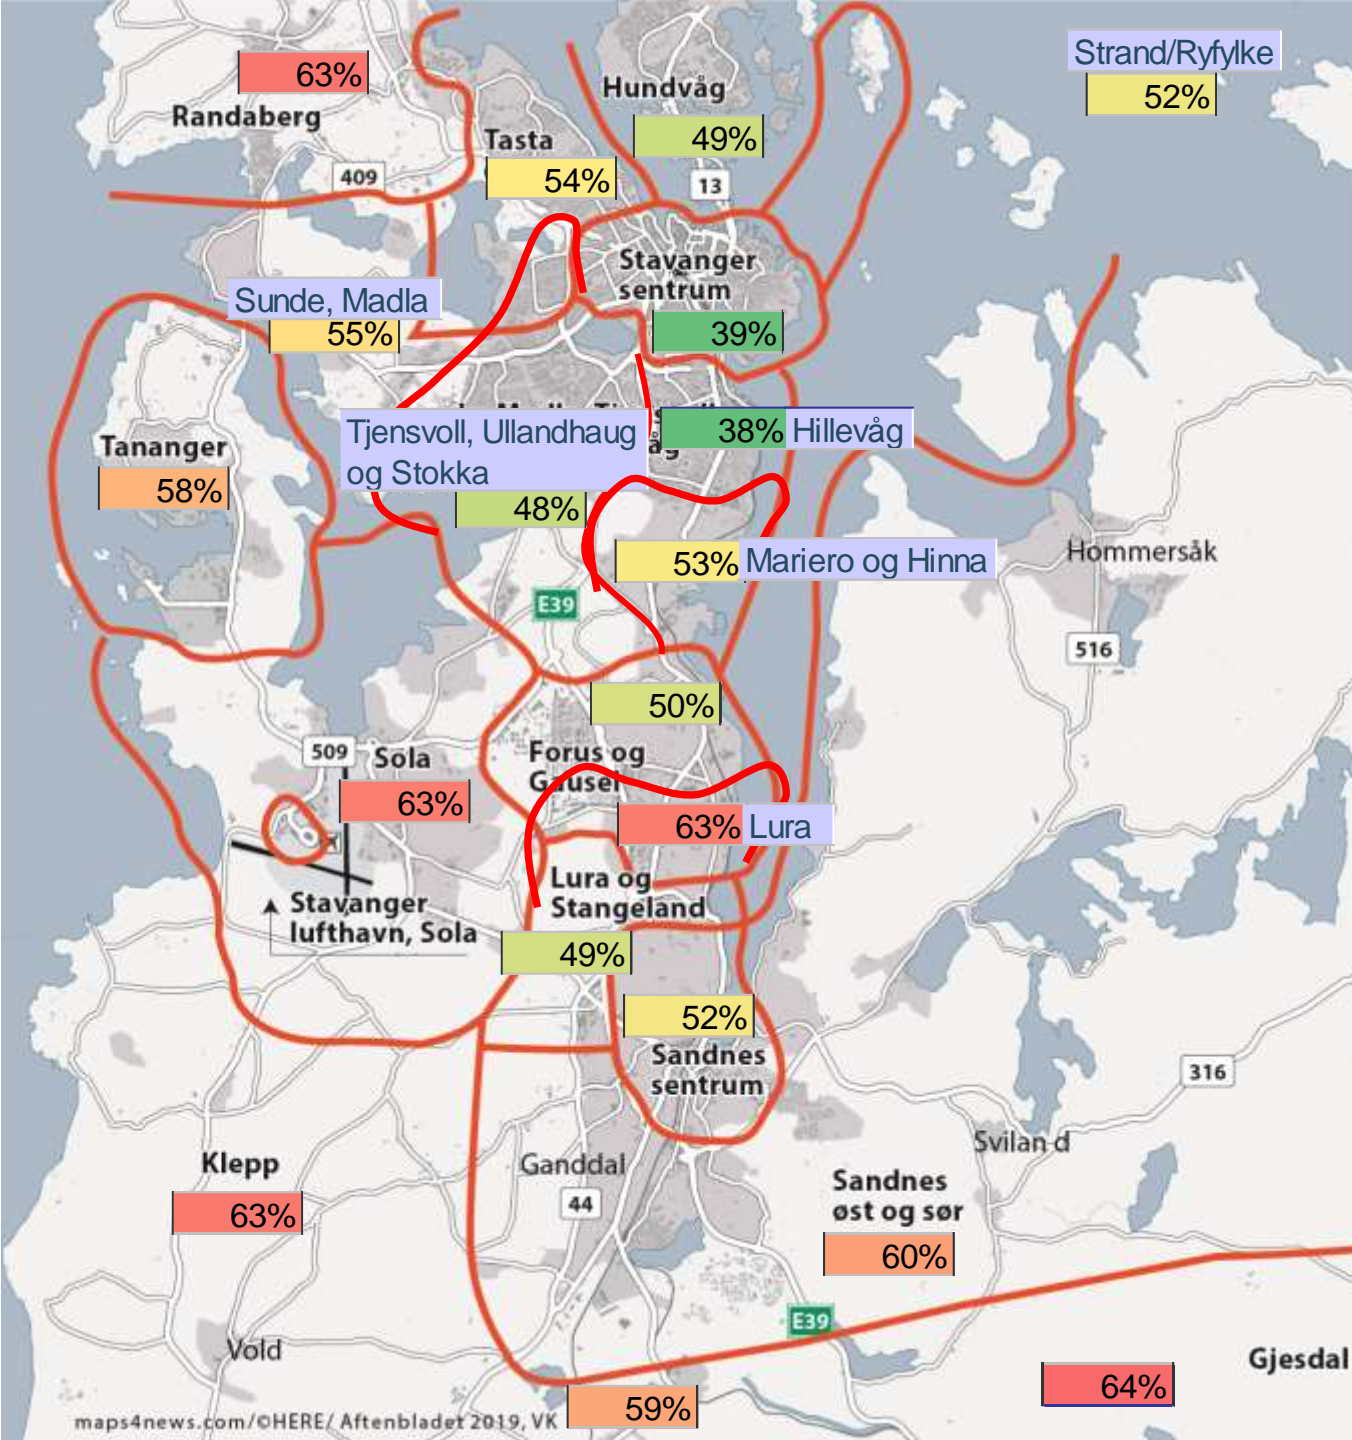 Strand/Ryfylke
52%
63%
Randaberg
Hundvåg
49%
Tasta
54%
409
13
Stavanger
sentrum
39%
Sunde, Madla
55%
Tjensvoll, Ullandhaug
og Stokka
48%
38% Hillevåg
Tananger
58%
53% Mariero og Hinna
Hommersåk
E39
516
50%
509
Sola
63%
Forus og
Gausel
63% Lura
Lura og
Stangeland
Stavanger
lufthavn, Sola
49%
52%
Sandnes
sentrum
316
Svilan d
Klepp
63%
Ganddal
44
Sandnes
øst og sør
60%
E39
Vold
Gjesdal
64%
59%
maps4news.com/©HERE/ Aftenbladet 2019, VK